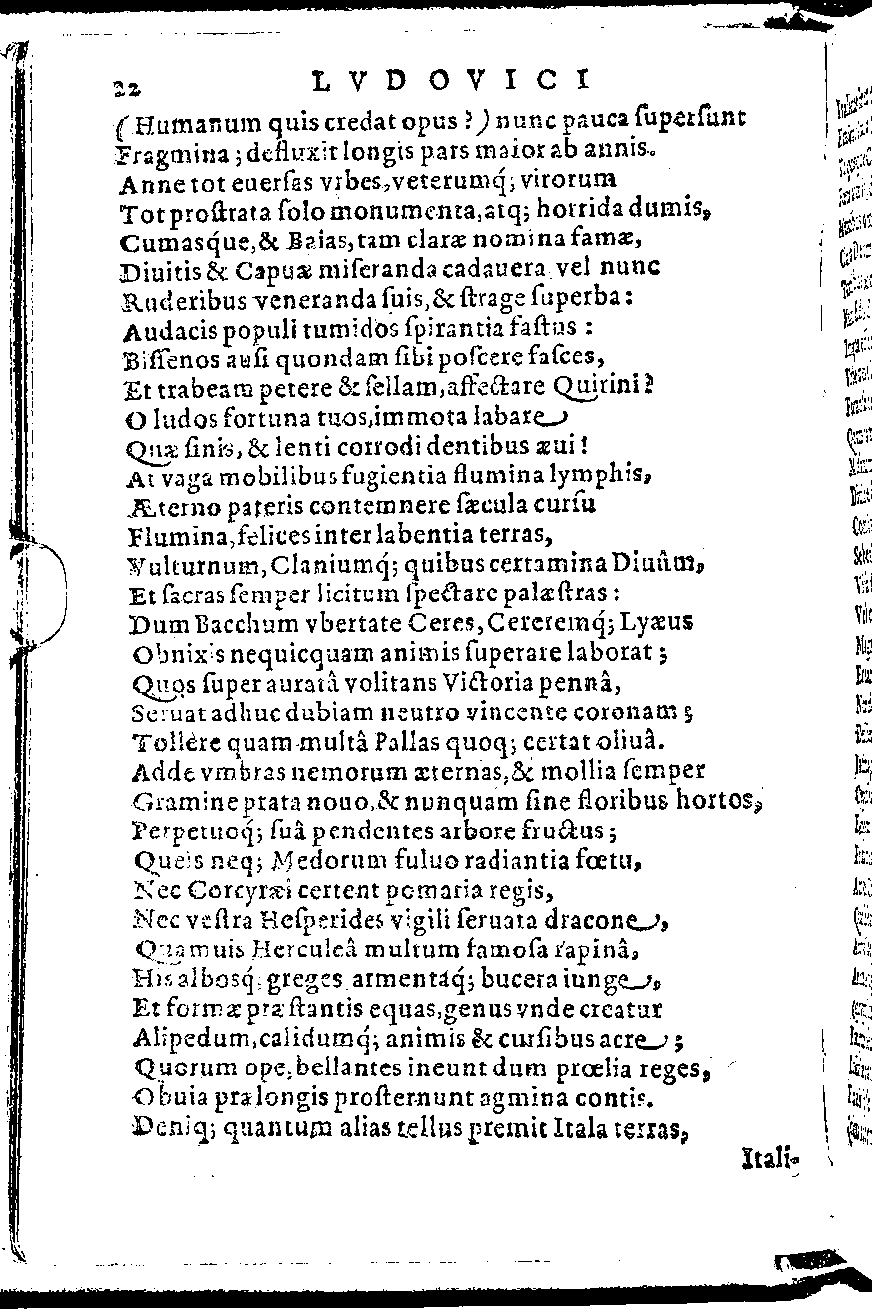 22 LVDOVICI
( Humanum quis credat opus ? ) nunc pauca ſuperſunt
Fragmina ; defluxit longis pars maior ab annis.
Anne tot euerſas vrbes, veterumq́; virorum
Tot proſtrata ſolo monumenta, atq; horrida dumis,
Cumasq́ue, & Baias, tam claræ nomina famæ,
Diuitis & Capuæ miſeranda cadauera vel nunc
Ruderibus veneranda ſuis, & ſtrage ſuperba :
Audacis populi tumidos ſpirantia faſtus :
Biſſenos auſi quondam ſibi poſcere faſces,
Et trabeam petere & ſellam, affectare Quirini ?
O ludos fortuna tuos, immota labare
Quæ ſinis, & lenti corrodi dentibus æui !
At vaga mobilibus fugientia flumina lymphis,
Æterno pateris contemnere ſæcula curſu
Flumina, felices inter labentia terras,
Vulturnum, Claniumq́; quibus certamina Diuûm,
Et ſacras ſemper licitum ſpectare palæſtras :
Dum Bacchum vbertate Ceres, Cereremq́; Lyæus
Obnixis nequicquam animis ſuperare laborat ;
Quos ſuper auratâ volitans Victoria pennâ,
Seruat adhuc dubiam neutro vincente coronam ;
Tollere quam multâ Pallas quoq; certat oliuâ.
Adde vmbras nemorum æternas, & mollia ſemper
Gramine prata nouo, & nunquam ſine floribus hortos,
Perpetuoq́; ſuâ pendentes arbore fructus ;
Queis neq; Medorum fuluo radiantia fœtu,
Nec Corcyræi certent pomaria regis,
Nec veſtra Heſperides vigili ſeruata dracone,
Quamuis Herculeâ multum famoſa rapinâ,
His albosq́; greges armentaq́; bucera iunge,
Et formæ præſtantis equas, genus vnde creatur
Alipedum, calidumq́; animis & curſibus acre ;
Quorum ope, bellantes ineunt dum prœlia reges,
Obuia prælongis proſternunt agmina contis.
Deniq; quantum alias tellus premit Itala terras,
Itali-